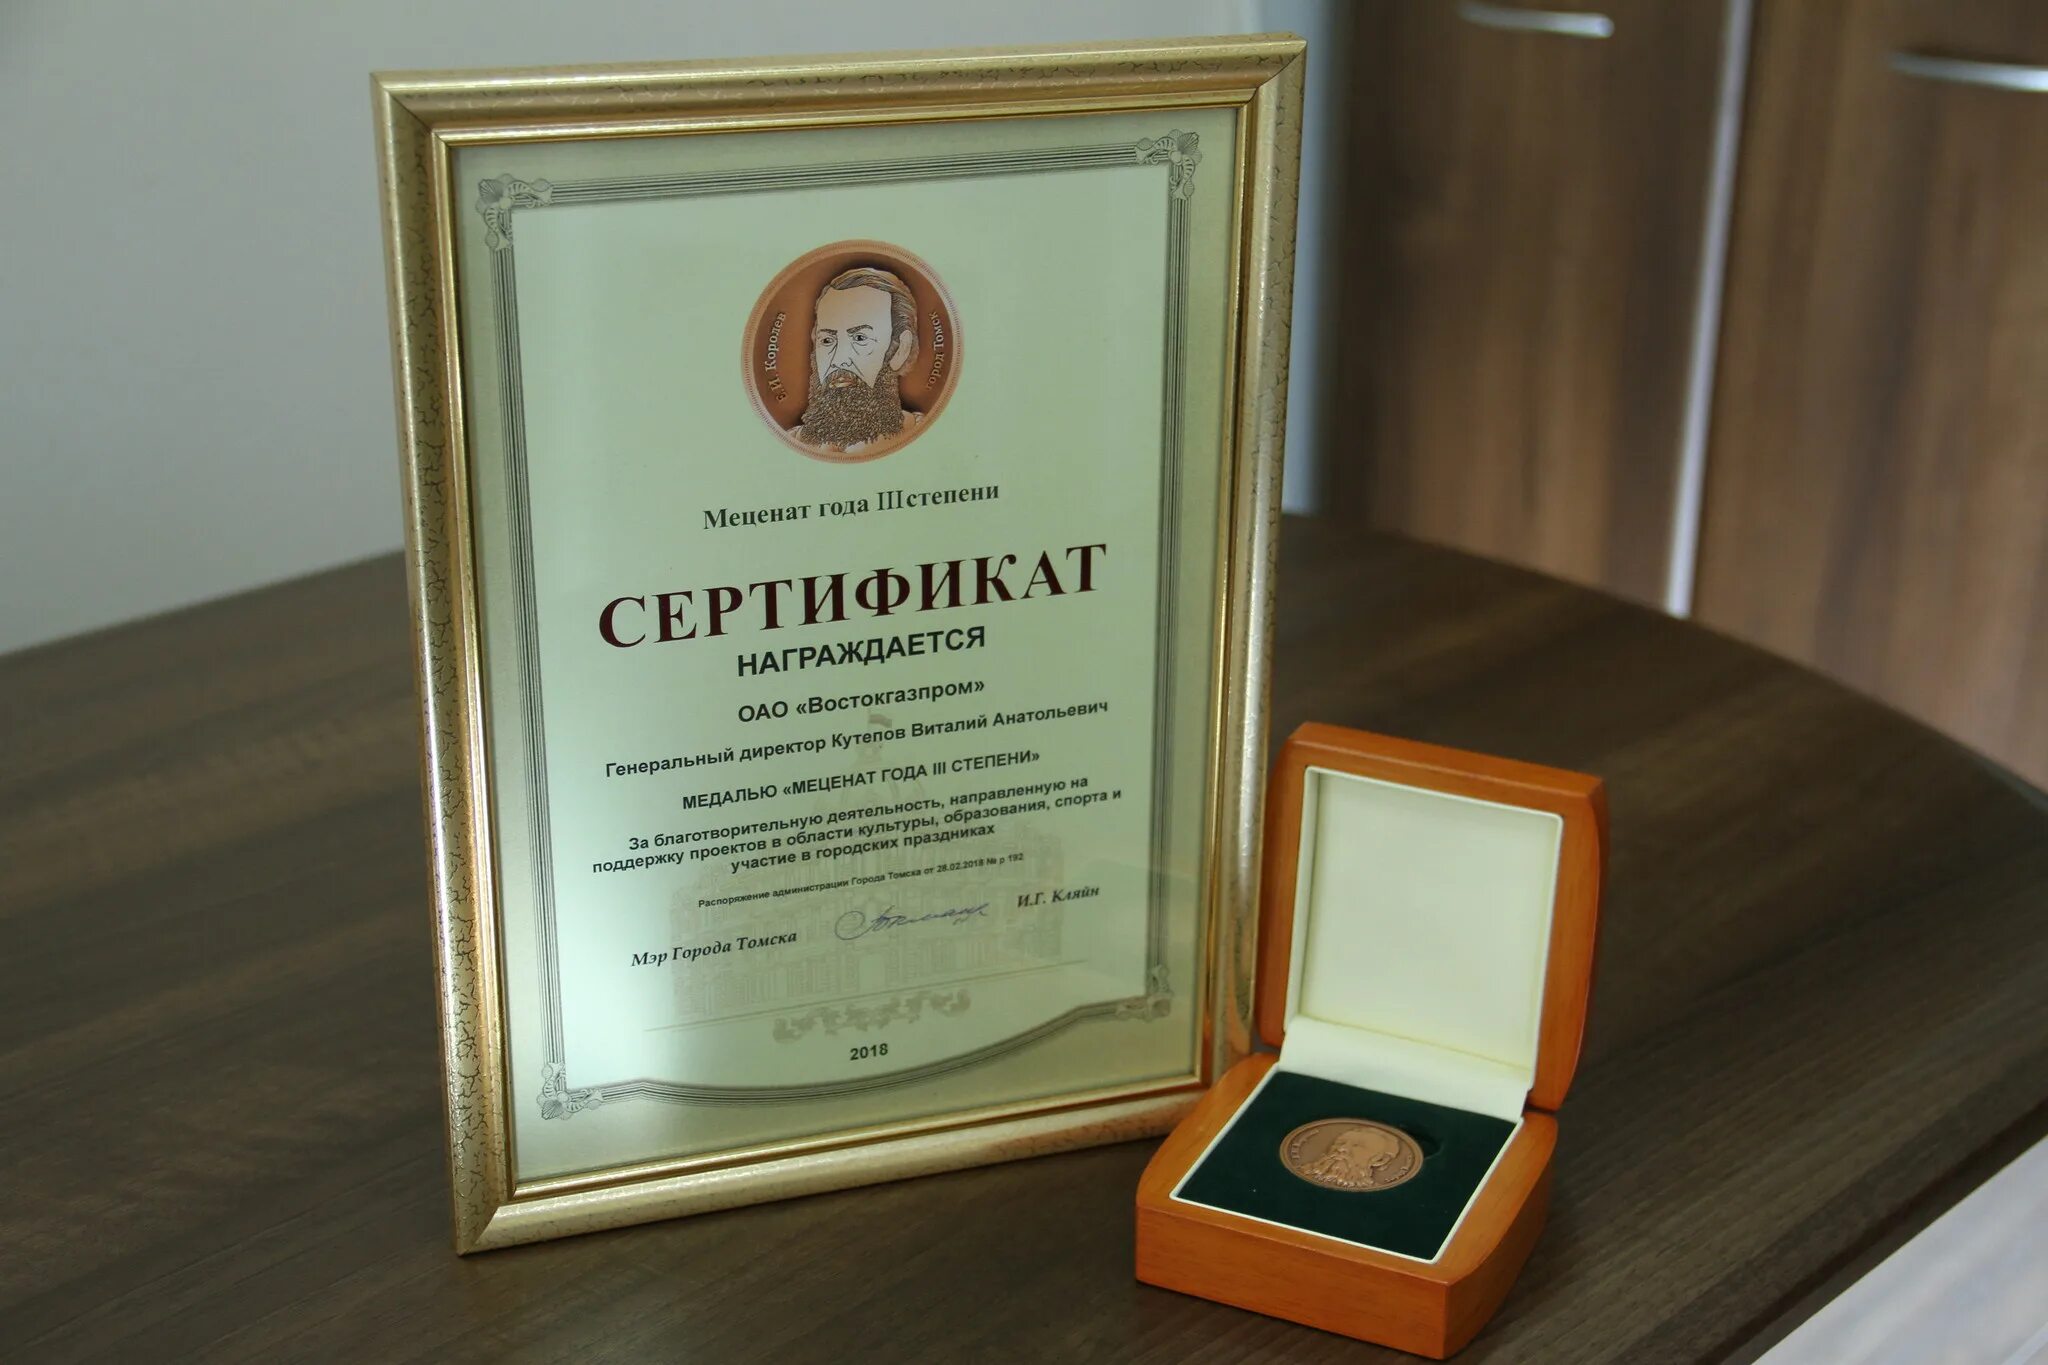 Е.И. Королев
город Томск
Меценат года III степени
СЕРТИФИКАТ
НАГРАЖДАЕТСЯ
ОАО «Востокгазпром»
Генеральный директор Кутепов Виталий Анатольевич
МЕДАЛЬЮ «МЕЦЕНАТ ГОДА III СТЕПЕНИ»
За благотворительную деятельность, направленную на
поддержку проектов в области культуры, образования, спорта и
участие в городских праздниках
Распоряжение администрации Города Томска от 28.02.2018 № р 192
Мэр Города Томска
И.Г. Кляйн
2018